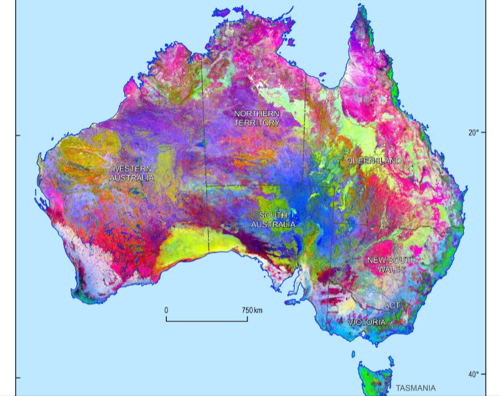 NORTHERN
TERRITORY
20°
QUEENSLAND
WESTERN
AUSTRALIA
SOUTH
AUSTRALIA
NEW SOUTH
WALES
0 750 km
ACT
VICTORIA
40°
TASMANIA